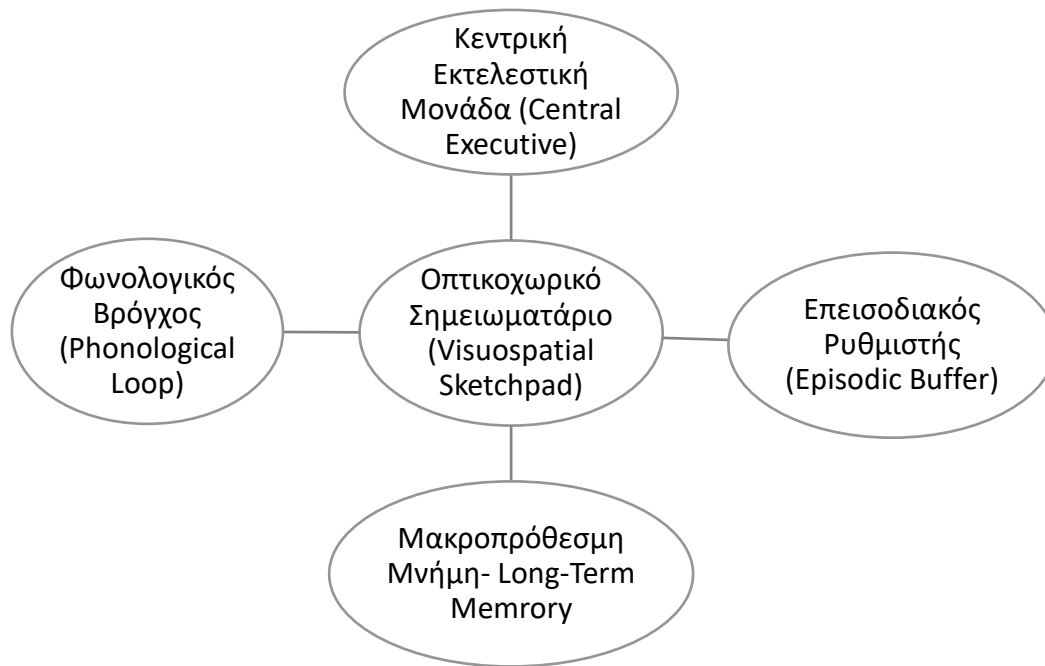 Κεντρική
Εκτελεστική
Μονάδα (Central
Executive)
Φωνολογικός
Βρόγχος
(Phonological
Loop)
Οπτικοχωρικό
Σημειωματάριο
(Visuospatial
Sketchpad)
Επεισοδιακός
Ρυθμιστής
(Episodic Buffer)
Μακροπρόθεσμη
Μνήμη- Long-Term
Memrory